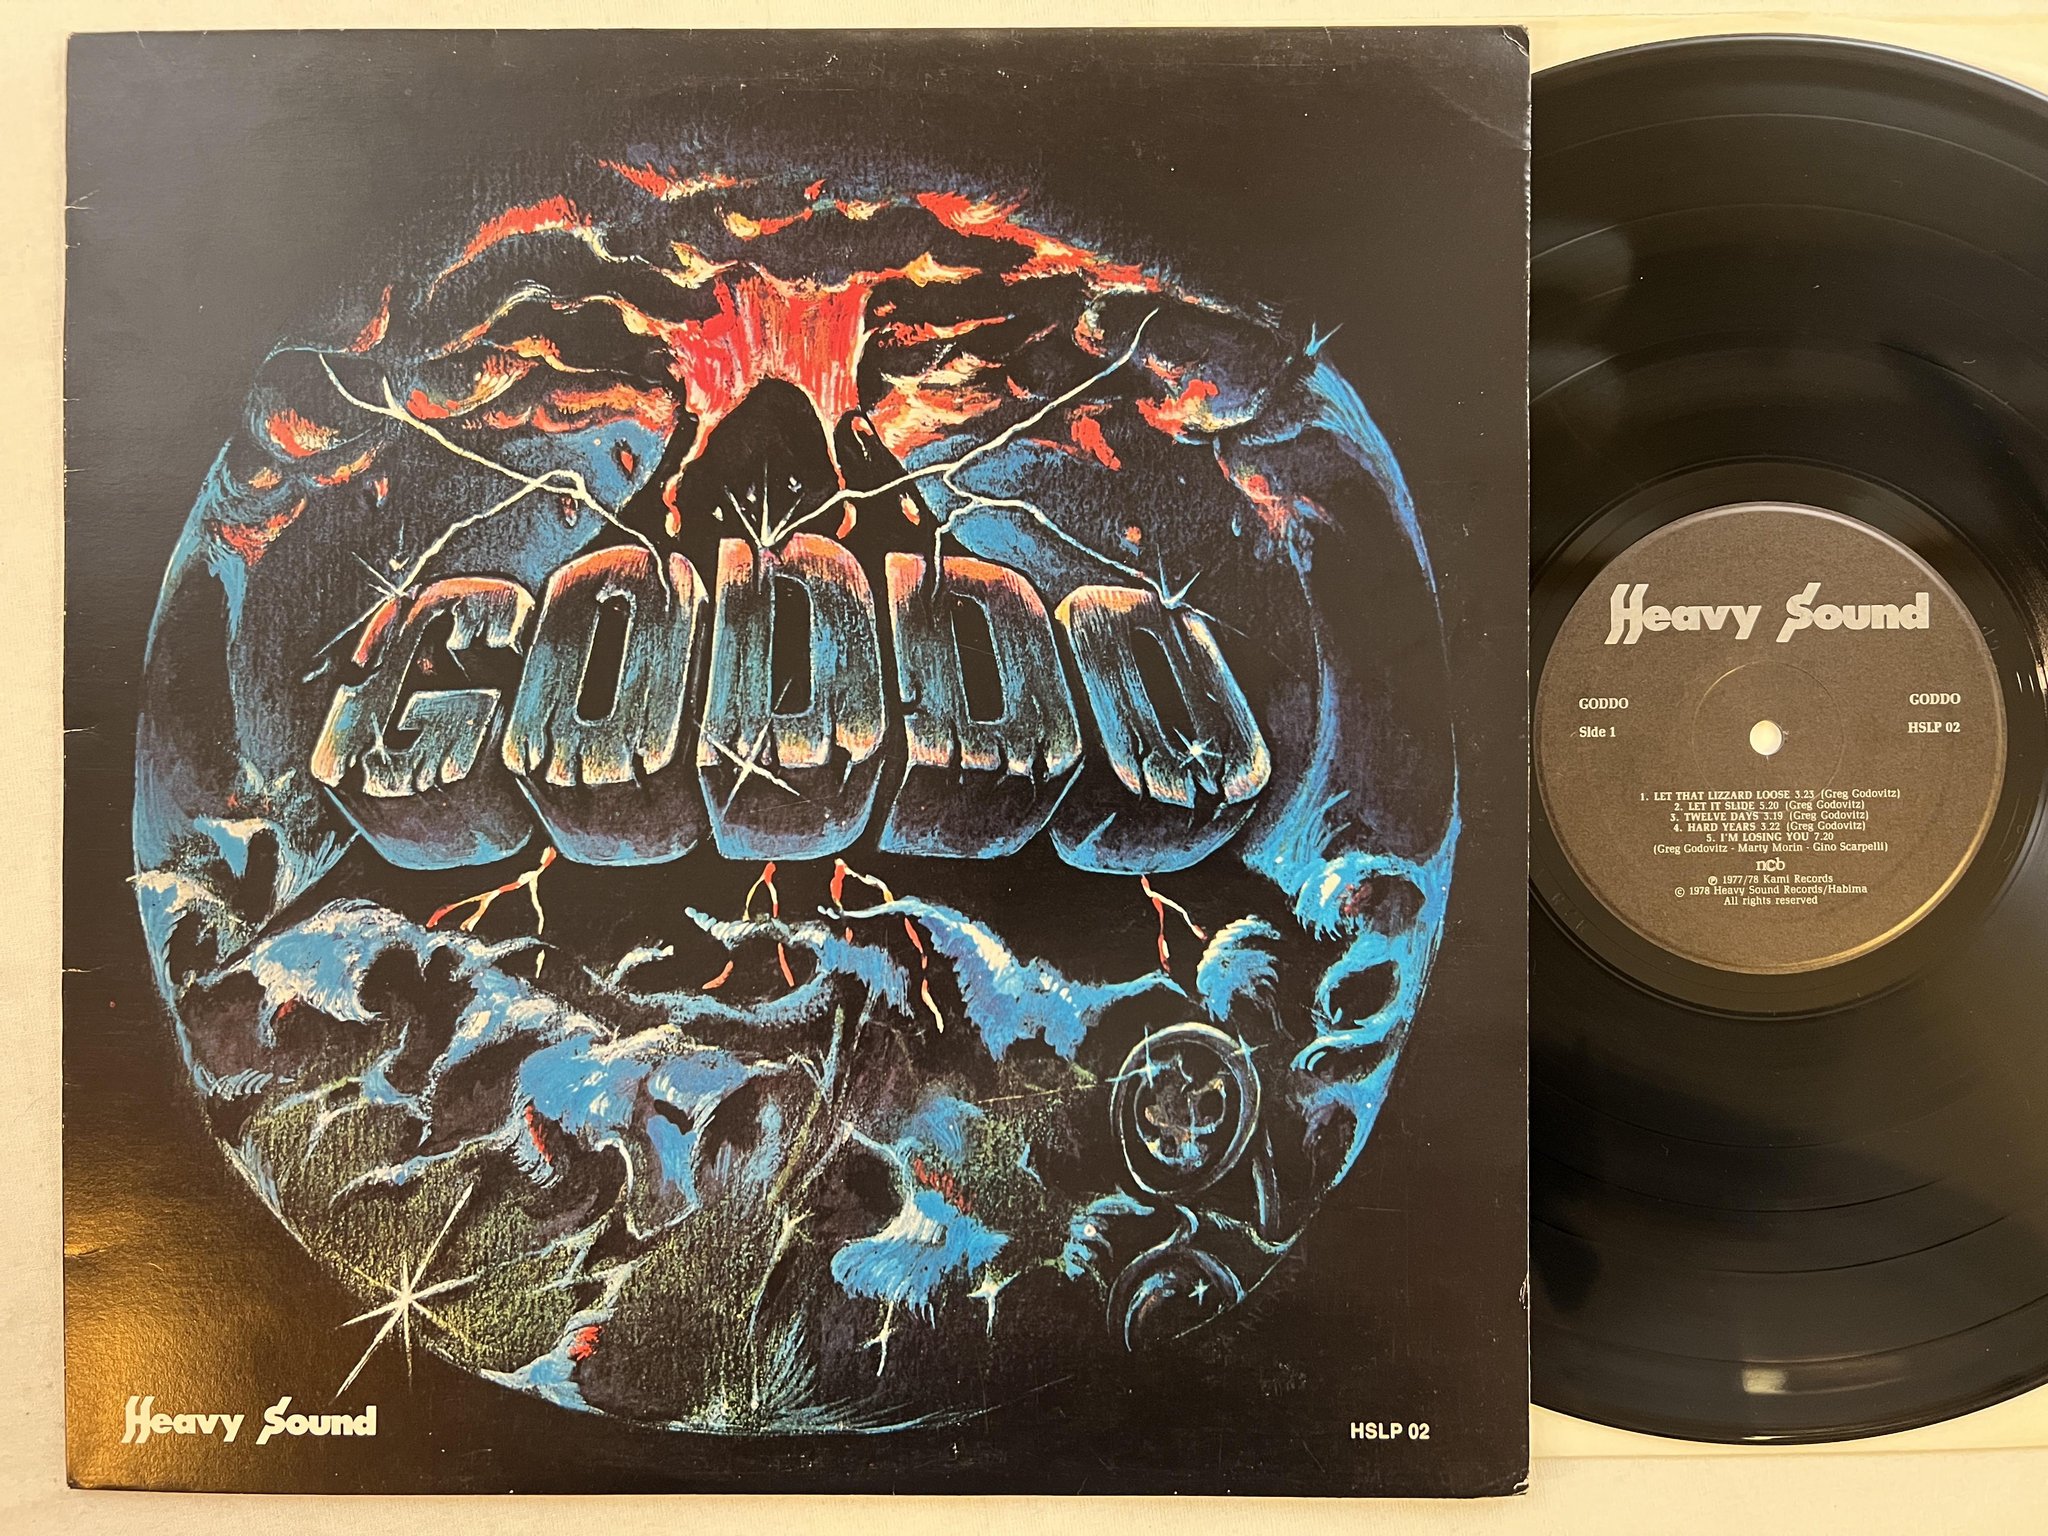 GODDO
Heavy Sound
HSLP 02
Heavy Sound
GODDO GODDO
Side 1 HSLP 02
1. LET THAT LIZZARD LOOSE 3.23 (Greg Godovitz)
2. LET IT SLIDE 5.20 (Greg Godovitz)
3. TWELVE DAYS 3.19 (Greg Godovitz)
4. HARD YEARS 3.22 (Greg Godovitz)
5. I'M LOSING YOU 7.20
(Greg Godovitz - Marty Morin - Gino Scarpelli)
ncb
℗ 1977/78 Kami Records
© 1978 Heavy Sound Records/Habima
All rights reserved